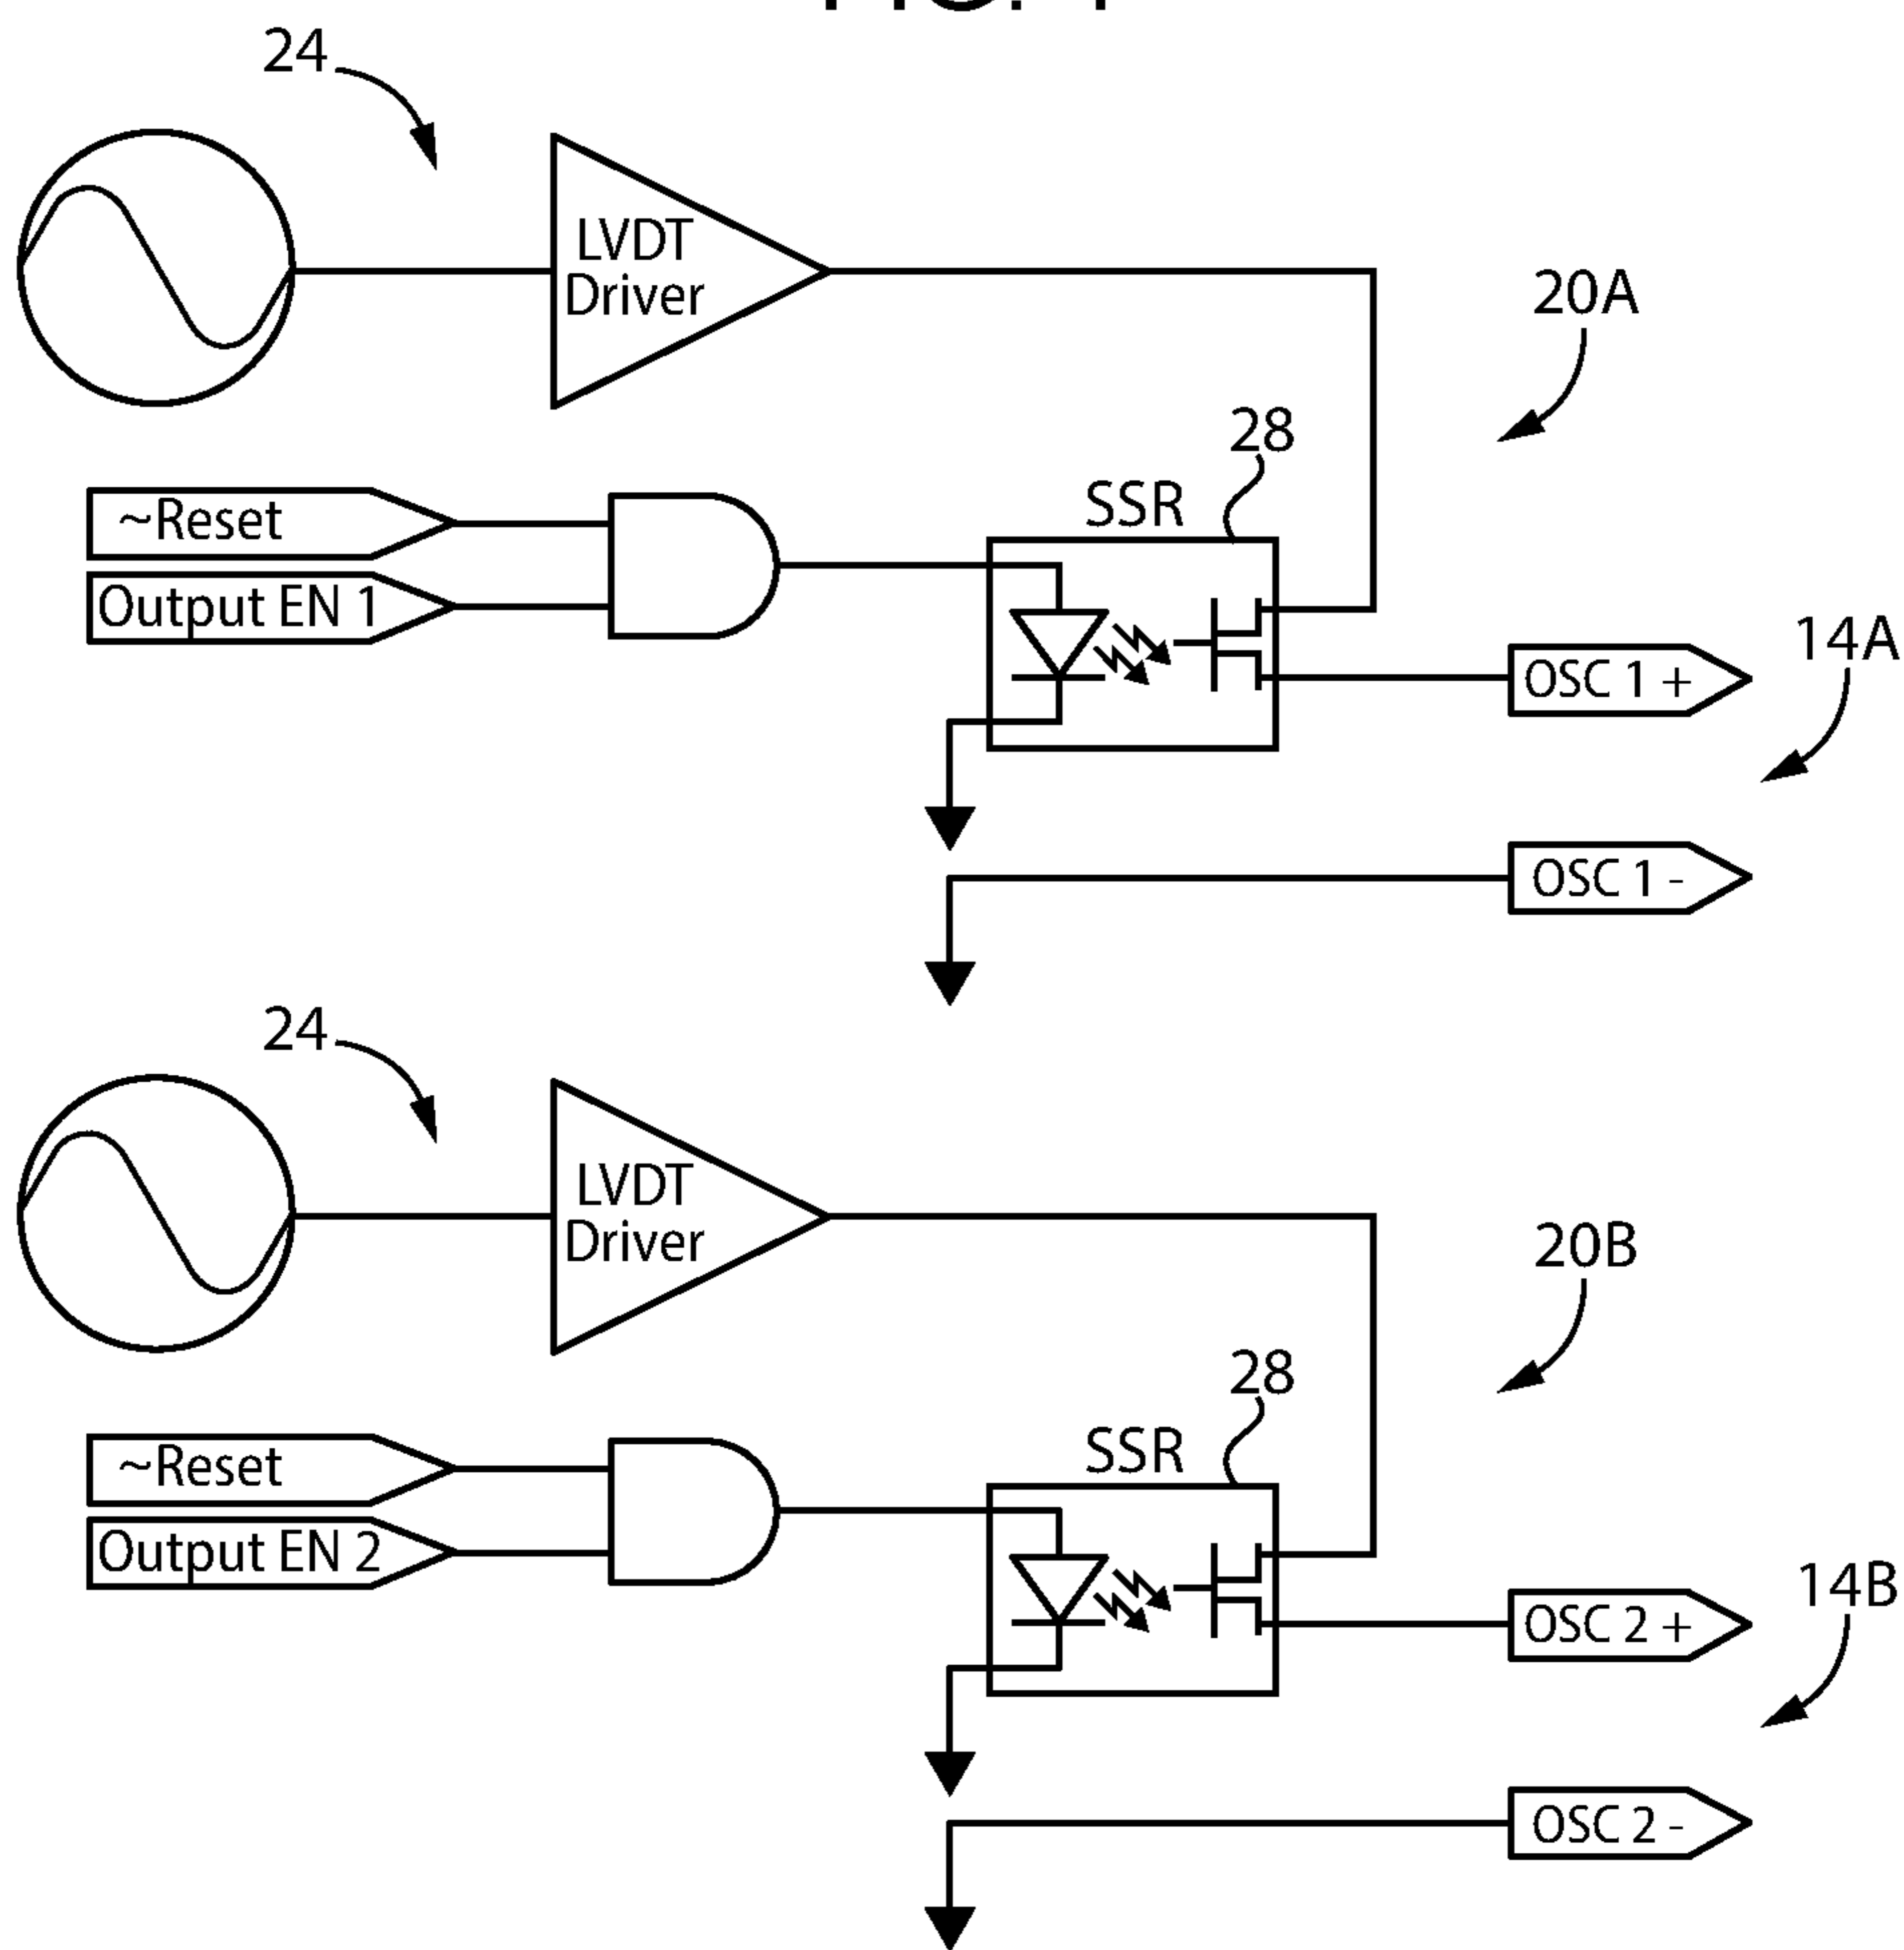 24
LVDT
Driver
20A
28
SSR
~Reset
Output EN 1
14A
OSC 1 +
OSC 1 -
24
LVDT
Driver
20B
28
SSR
~Reset
Output EN 2
14B
OSC 2 +
OSC 2 -